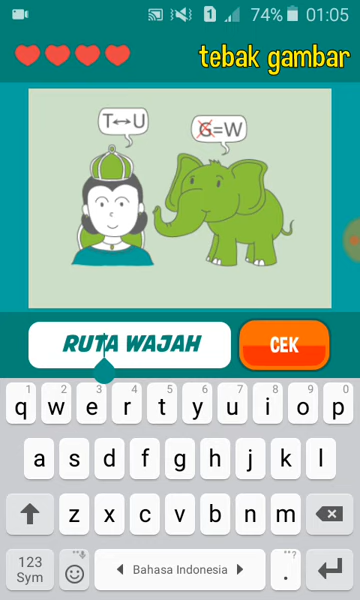 1 74% 01:05
tebak gambar
T↔U
G=W
RUTA WAJAH
CEK
1 2 3 4 5 6 7 8 9 0
q w e r t y u i o p
a s d f g h j k l
z x c v b n m
123 Sym
Bahasa Indonesia
. ,,?